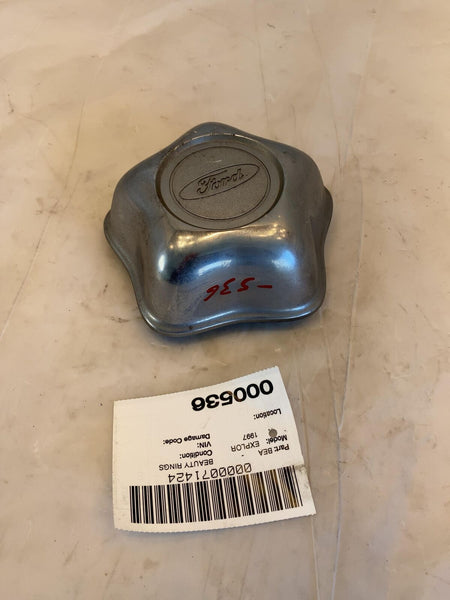 Ford
-536
000536
Location:
Part: BEA
Model: EXPLOR
1997
VIN:
Condition:
Damage Code:
BEAUTY RINGS
0000071424